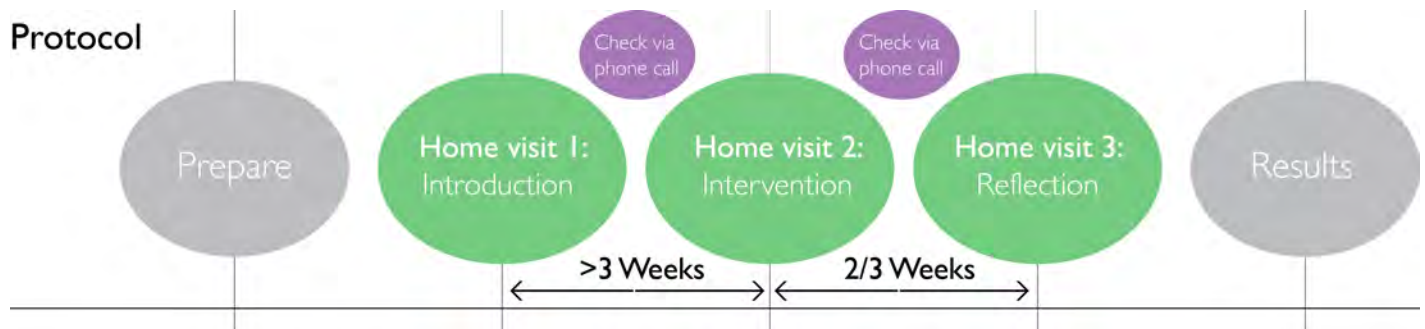 Protocol
Check via
phone call
Check via
phone call
Prepare
Home visit 1:
Introduction
Home visit 2:
Intervention
Home visit 3:
Reflection
Results
>3 Weeks
2/3 Weeks